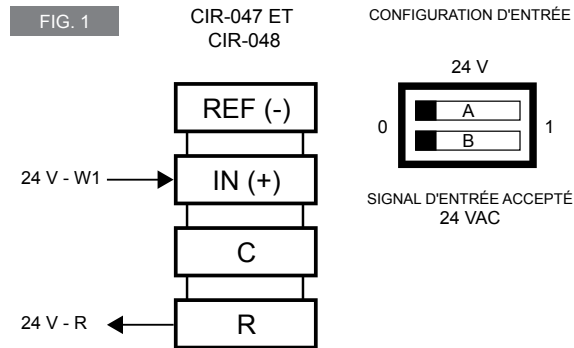 FIG. 1
CIR-047 ET
CIR-048
CONFIGURATION D'ENTRÉE
24 V
REF (-)
0
A
B
1
24 V - W1
IN (+)
SIGNAL D'ENTRÉE ACCEPTÉ
24 VAC
C
24 V - R
R